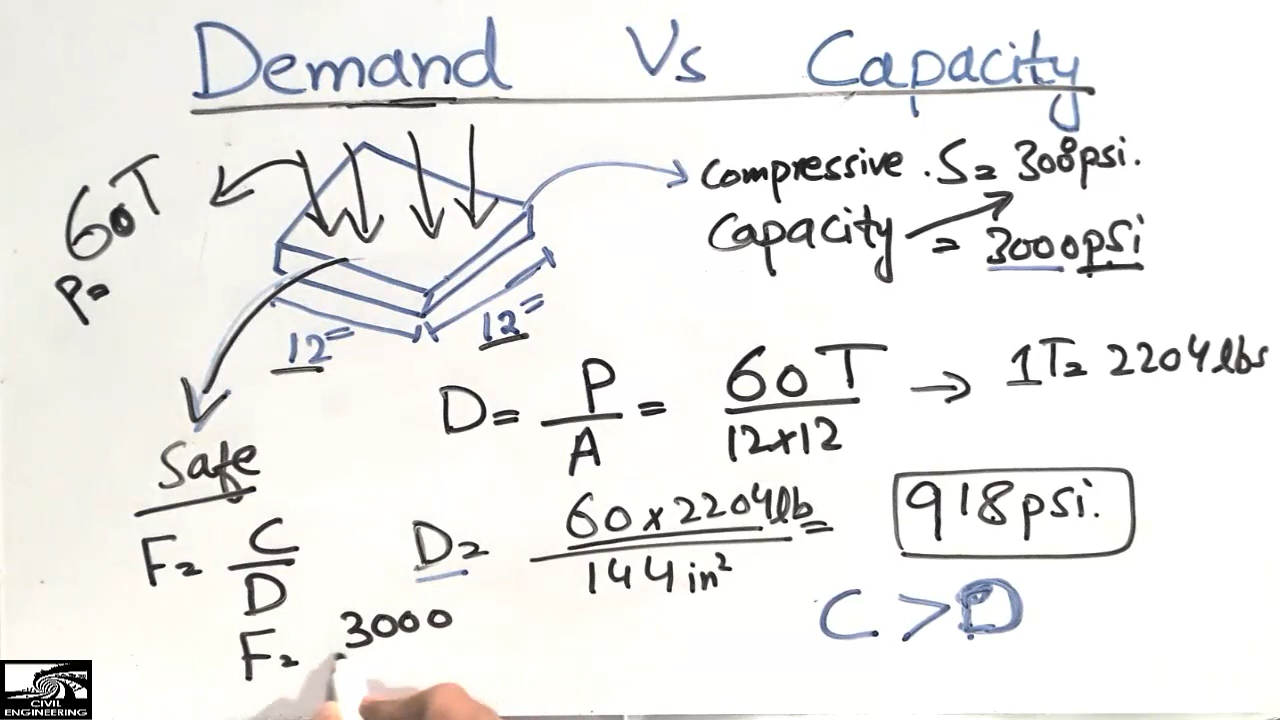 Demand Vs Capacity
60T
P=
Compressive .S= 308psi.
Capacity = 3000psi
12"
12"
D= P/A = 60T/12x12 → 1T= 2204lbs
Safe
D= 60x2204lb/144in² = 918psi.
F= C/D
C > D
F= 3000
CIVIL
ENGINEERING